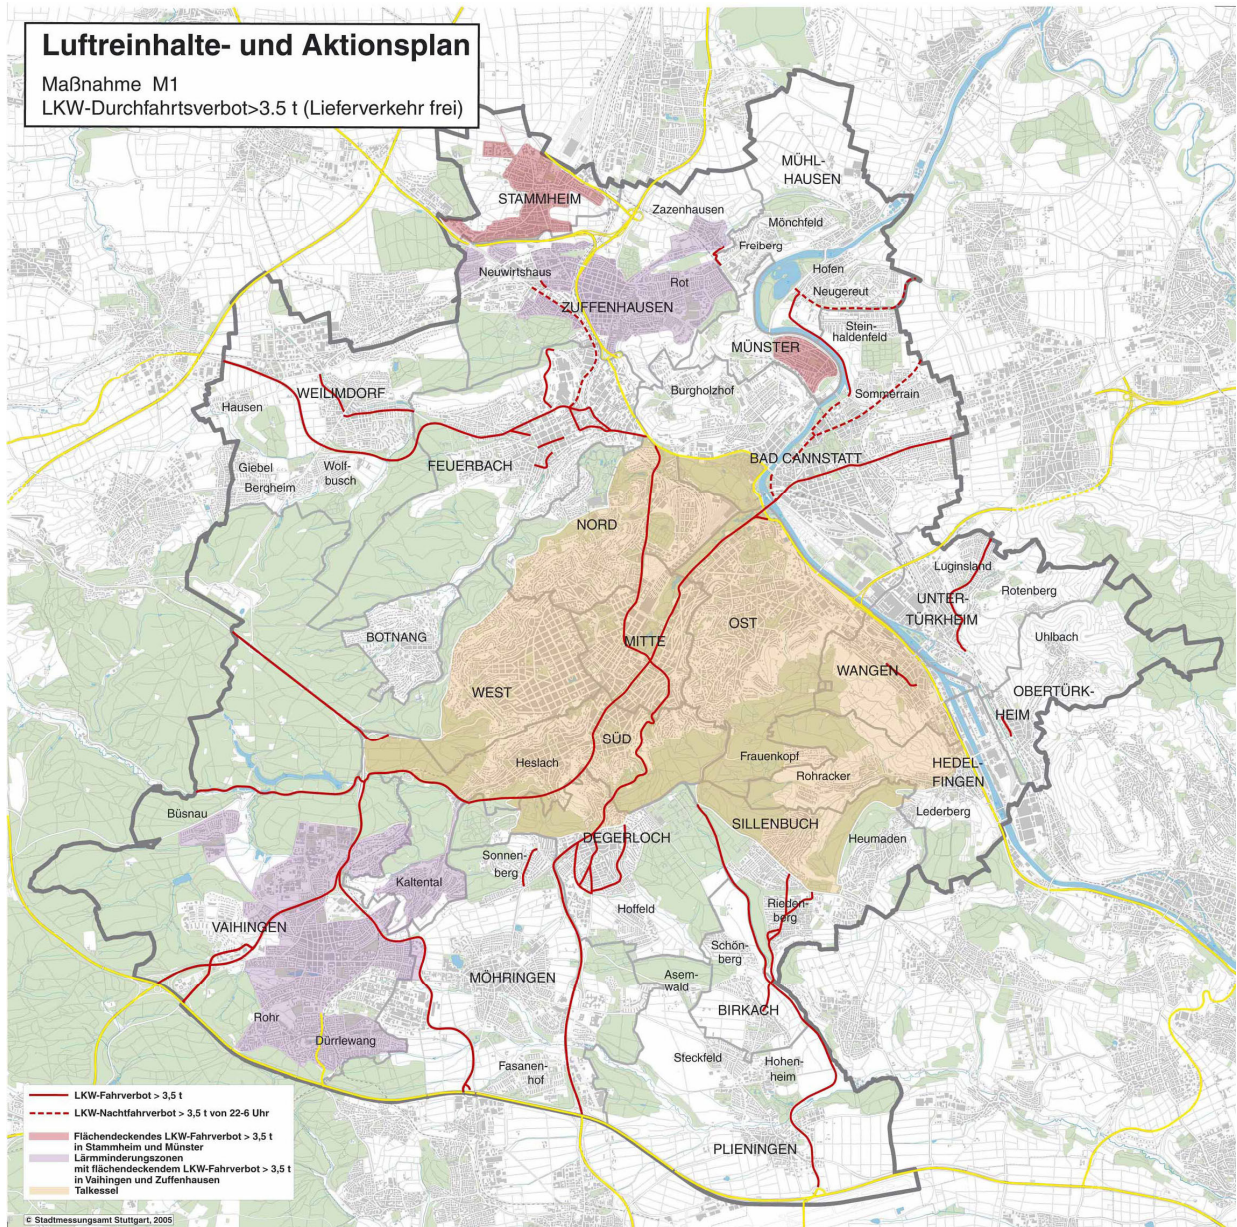 Luftreinhalte- und Aktionsplan
Maßnahme M1
LKW-Durchfahrtsverbot>3.5 t (Lieferverkehr frei)
MÜHL-
HAUSEN
STAMMHEIM
Zazenhausen
Mönchfeld
Freiberg
Hofen
Neuwirtshaus
Rot
Neugereut
ZUFFENHAUSEN
Stein-
haldenfeld
MÜNSTER
Burgholzhof
WEILIMDORF
Sommerrain
Hausen
BAD CANNSTATT
FEUERBACH
Giebel
Wolf-
busch
Bergheim
NORD
Luginsland
Rotenberg
UNTER-
TÜRKHEIM
OST
BOTNANG
MITTE
Uhlbach
WANGEN
WEST
OBERTÜRK-
HEIM
SÜD
Frauenkopf
Heslach
HEDEL-
FINGEN
Rohracker
Büsnau
Lederberg
SILLENBUCH
DEGERLOCH
Heumaden
Sonnen-
berg
Kaltental
Hoffeld
Rieden-
berg
VAIHINGEN
Schön-
berg
MÖHRINGEN
Asem-
wald
BIRKACH
Rohr
Dürrlewang
Steckfeld
Hohen-
heim
Fasanen-
hof
PLIENINGEN
LKW-Fahrverbot > 3,5 t
LKW-Nachtfahrverbot > 3,5 t von 22-6 Uhr
Flächendeckendes LKW-Fahrverbot > 3,5 t
in Stammheim und Münster
Lärmminderungszonen
mit flächendeckendem LKW-Fahrverbot > 3,5 t
in Vaihingen und Zuffenhausen
Talkessel
© Stadtmessungsamt Stuttgart, 2005